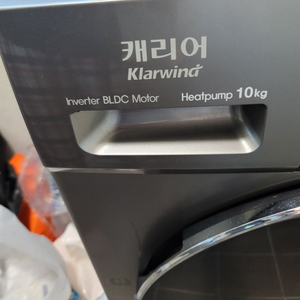 캐리어
Klarwind
Inverter BLDC Motor Heatpump 10kg